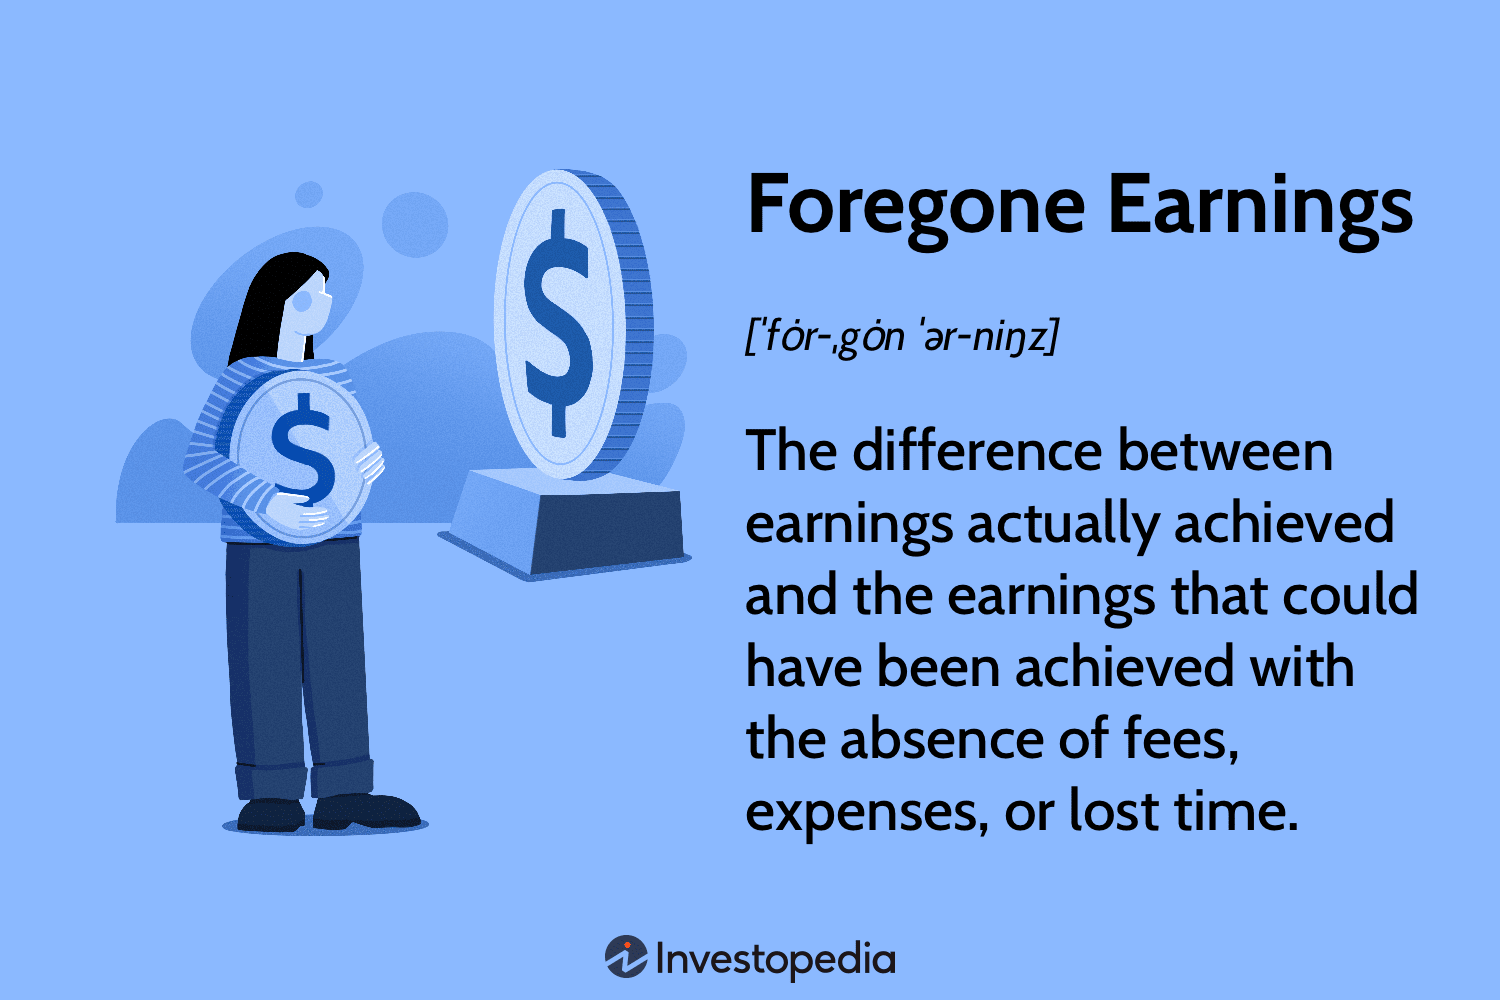 Foregone Earnings
[ˈfȯr-ˌgȯn ˈər-niŋz]
The difference between
earnings actually achieved
and the earnings that could
have been achieved with
the absence of fees,
expenses, or lost time.
$
$
Investopedia